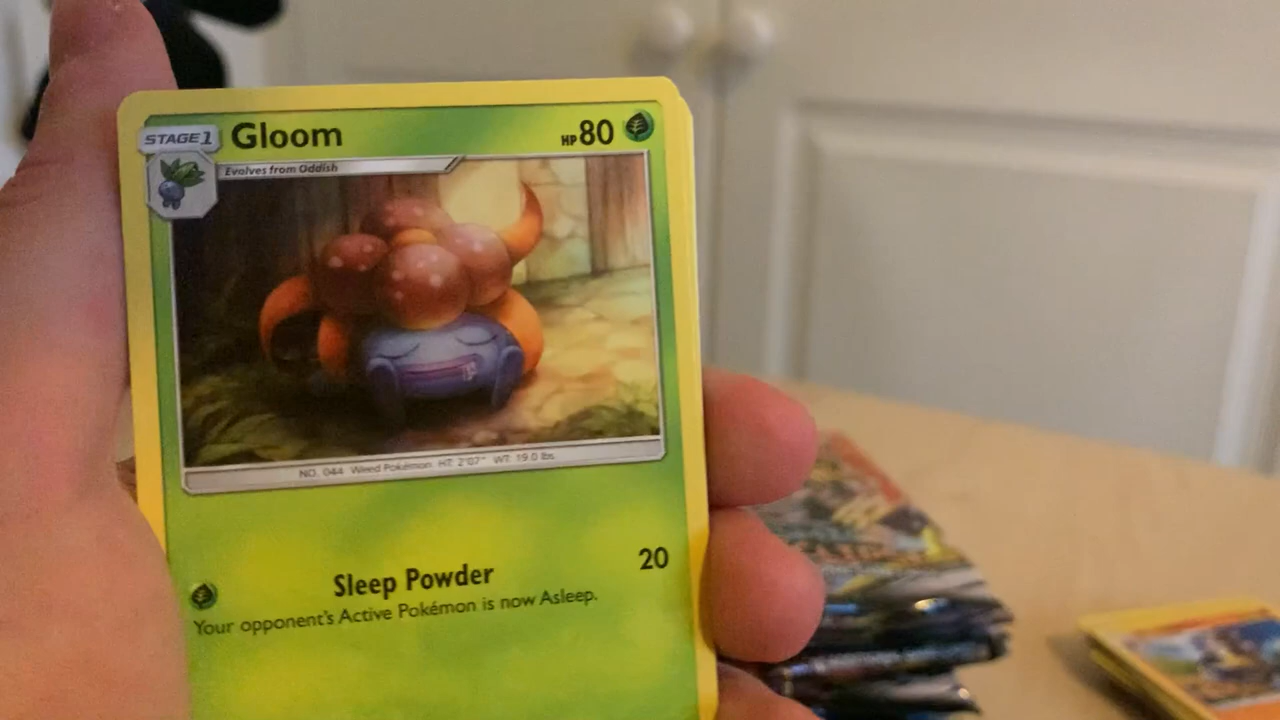 STAGE 1 Gloom HP 80
Evolves from Oddish
NO. 044 Weed Pokémon HT: 2'07" WT: 19.0 lbs.
Sleep Powder 20
Your opponent's Active Pokémon is now Asleep.